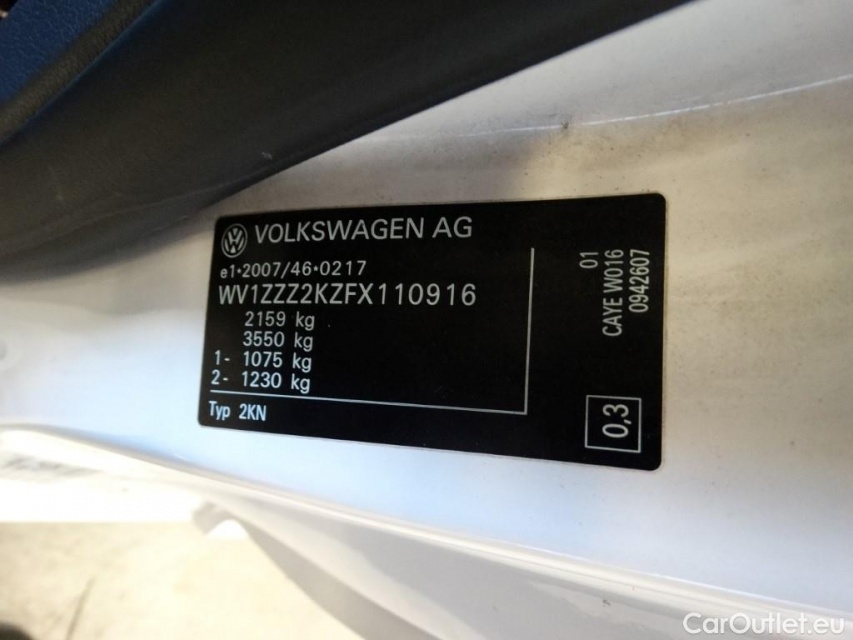 VOLKSWAGEN AG
e1•2007/46•0217
WV1ZZZ2KZFX110916
2159 kg
3550 kg
1- 1075 kg
2- 1230 kg
Typ 2KN
01
CAYE W016
0942607
0,3
CarOutlet.eu